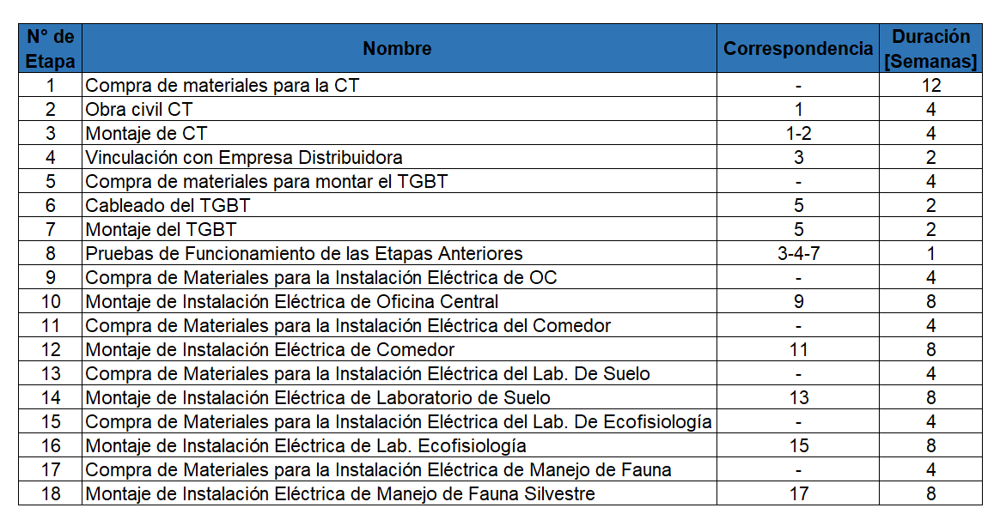 N° de Etapa Nombre Correspondencia Duración [Semanas]
1 Compra de materiales para la CT - 12
2 Obra civil CT 1 4
3 Montaje de CT 1-2 4
4 Vinculación con Empresa Distribuidora 3 2
5 Compra de materiales para montar el TGBT - 4
6 Cableado del TGBT 5 2
7 Montaje del TGBT 5 2
8 Pruebas de Funcionamiento de las Etapas Anteriores 3-4-7 1
9 Compra de Materiales para la Instalación Eléctrica de OC - 4
10 Montaje de Instalación Eléctrica de Oficina Central 9 8
11 Compra de Materiales para la Instalación Eléctrica del Comedor - 4
12 Montaje de Instalación Eléctrica de Comedor 11 8
13 Compra de Materiales para la Instalación Eléctrica del Lab. De Suelo - 4
14 Montaje de Instalación Eléctrica de Laboratorio de Suelo 13 8
15 Compra de Materiales para la Instalación Eléctrica del Lab. De Ecofisiología - 4
16 Montaje de Instalación Eléctrica de Lab. Ecofisiología 15 8
17 Compra de Materiales para la Instalación Eléctrica de Manejo de Fauna - 4
18 Montaje de Instalación Eléctrica de Manejo de Fauna Silvestre 17 8